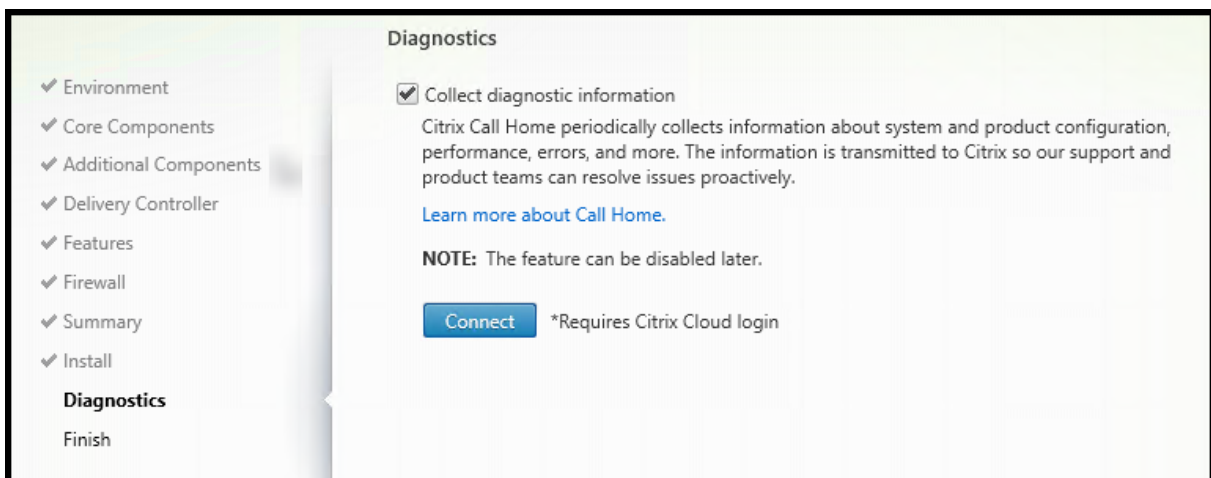 Diagnostics
Environment
Core Components
Additional Components
Delivery Controller
Features
Firewall
Summary
Install
Diagnostics
Finish
Collect diagnostic information
Citrix Call Home periodically collects information about system and product configuration,
performance, errors, and more. The information is transmitted to Citrix so our support and
product teams can resolve issues proactively.
Learn more about Call Home.
NOTE: The feature can be disabled later.
Connect *Requires Citrix Cloud login